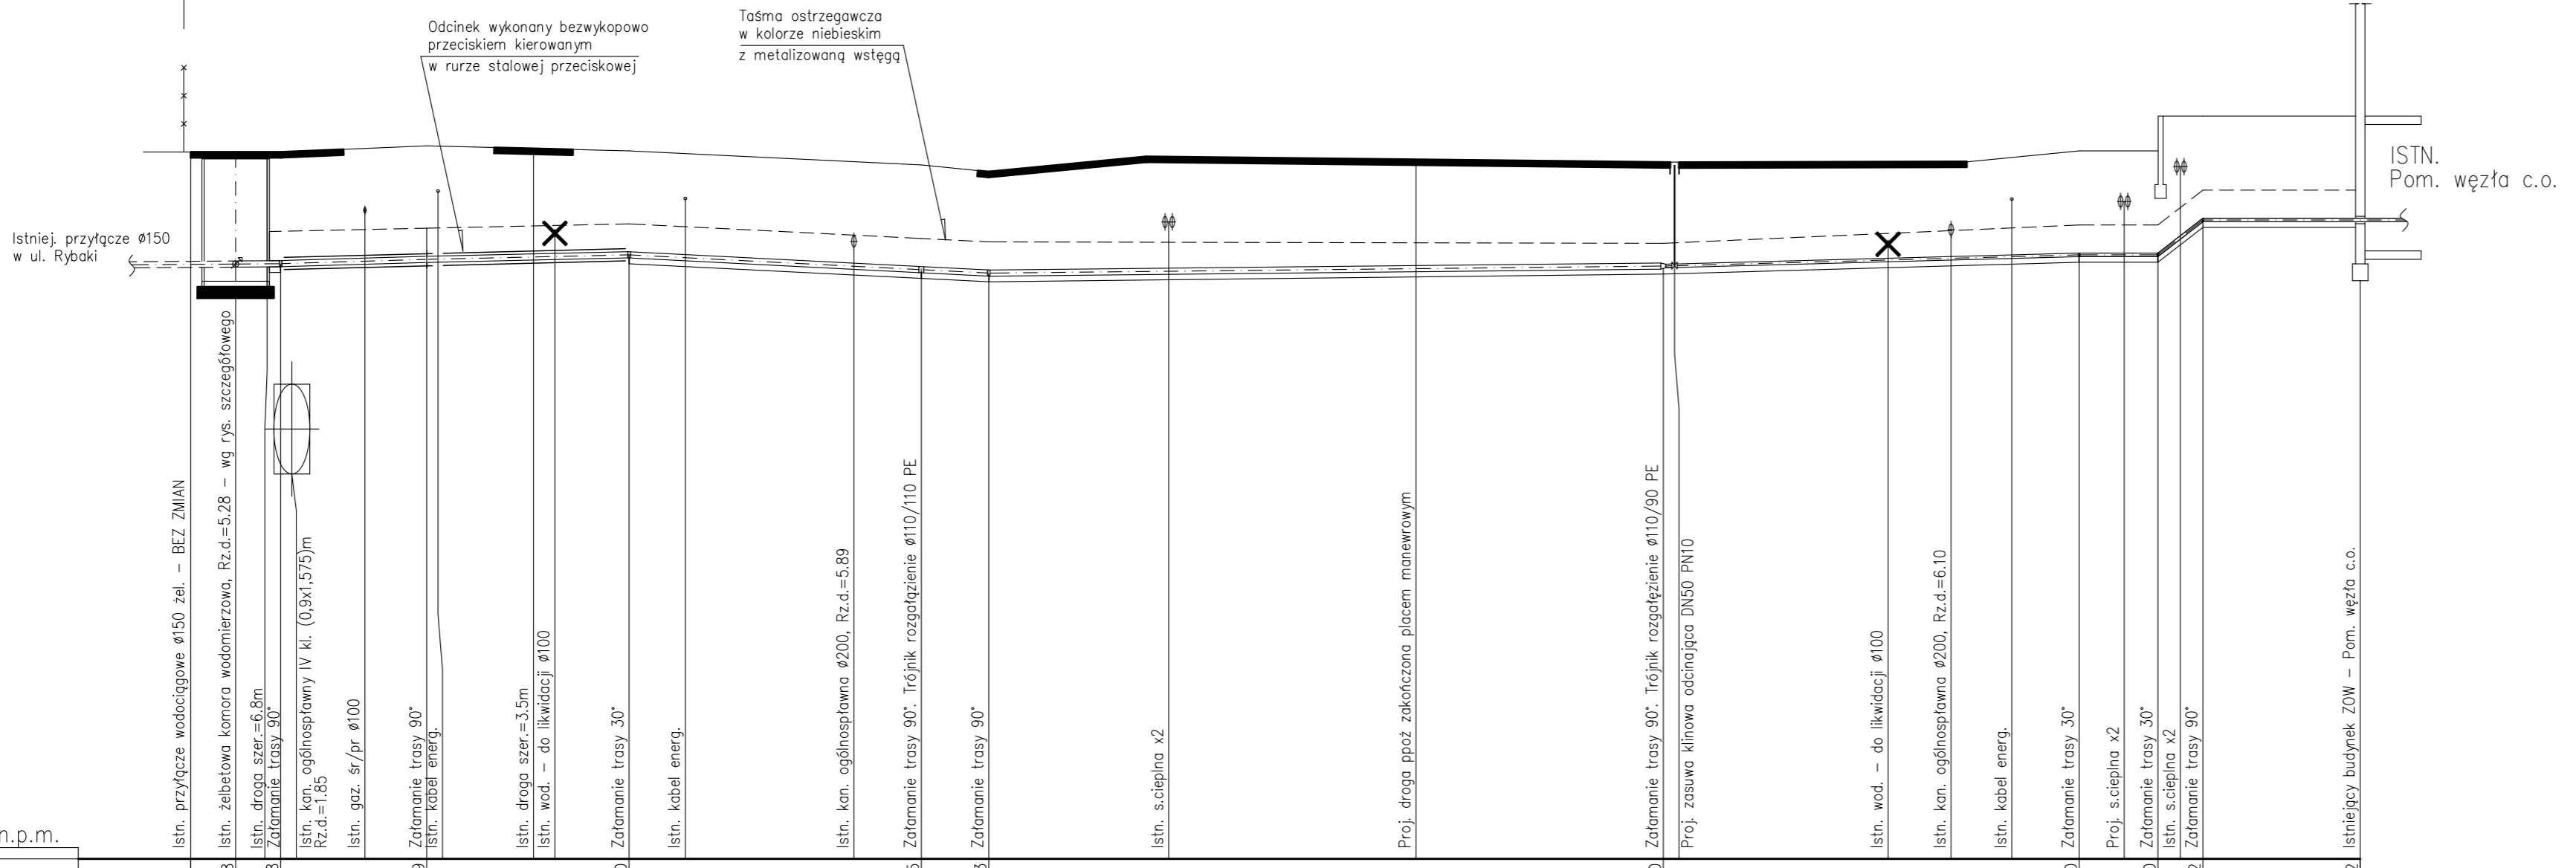 Odcinek wykonany bezwykopowo
przeciskiem kierowanym
w rurze stalowej przeciskowej
Taśma ostrzegawcza
w kolorze niebieskim
z metalizowaną wstęgą
ISTN.
Pom. węzła c.o.
Istniej. przyłącze ø150
w ul. Rybaki
Istn. przyłącze wodociągowe ø150 żel. – BEZ ZMIAN
Istn. żelbetowa komora wodomierzowa, Rz.d.=5.28 – wg rys. szczegółowego
Istn. droga szer.=6.8m
Załamanie trasy 90°
Istn. kan. ogólnospławny IV kl. (0,9x1,575)m
Rz.d.=1.85
Istn. gaz. śr/pr ø100
Załamanie trasy 90°
Istn. kabel energ.
Istn. droga szer.=3.5m
Istn. wod. – do likwidacji ø100
Załamanie trasy 30°
Istn. kabel energ.
Istn. kan. ogólnospławna ø200, Rz.d.=5.89
Załamanie trasy 90°. Trójnik rozgałązienie ø110/110 PE
Załamanie trasy 90°
Istn. s.cieplna x2
Proj. droga ppoż zakończona placem manewrowym
Załamanie trasy 90°. Trójnik rozgałęzienie ø110/90 PE
Proj. zasuwa klinowa odcinająca DN50 PN10
Istn. wod. – do likwidacji ø100
Istn. kan. ogólnospławna ø200, Rz.d.=6.10
Istn. kabel energ.
Załamanie trasy 30°
Proj. s.cieplna x2
Załamanie trasy 30°
Istn. s.cieplna x2
Załamanie trasy 90°
Istniejący budynek ZOW – Pom. węzła c.o.
n.p.m.